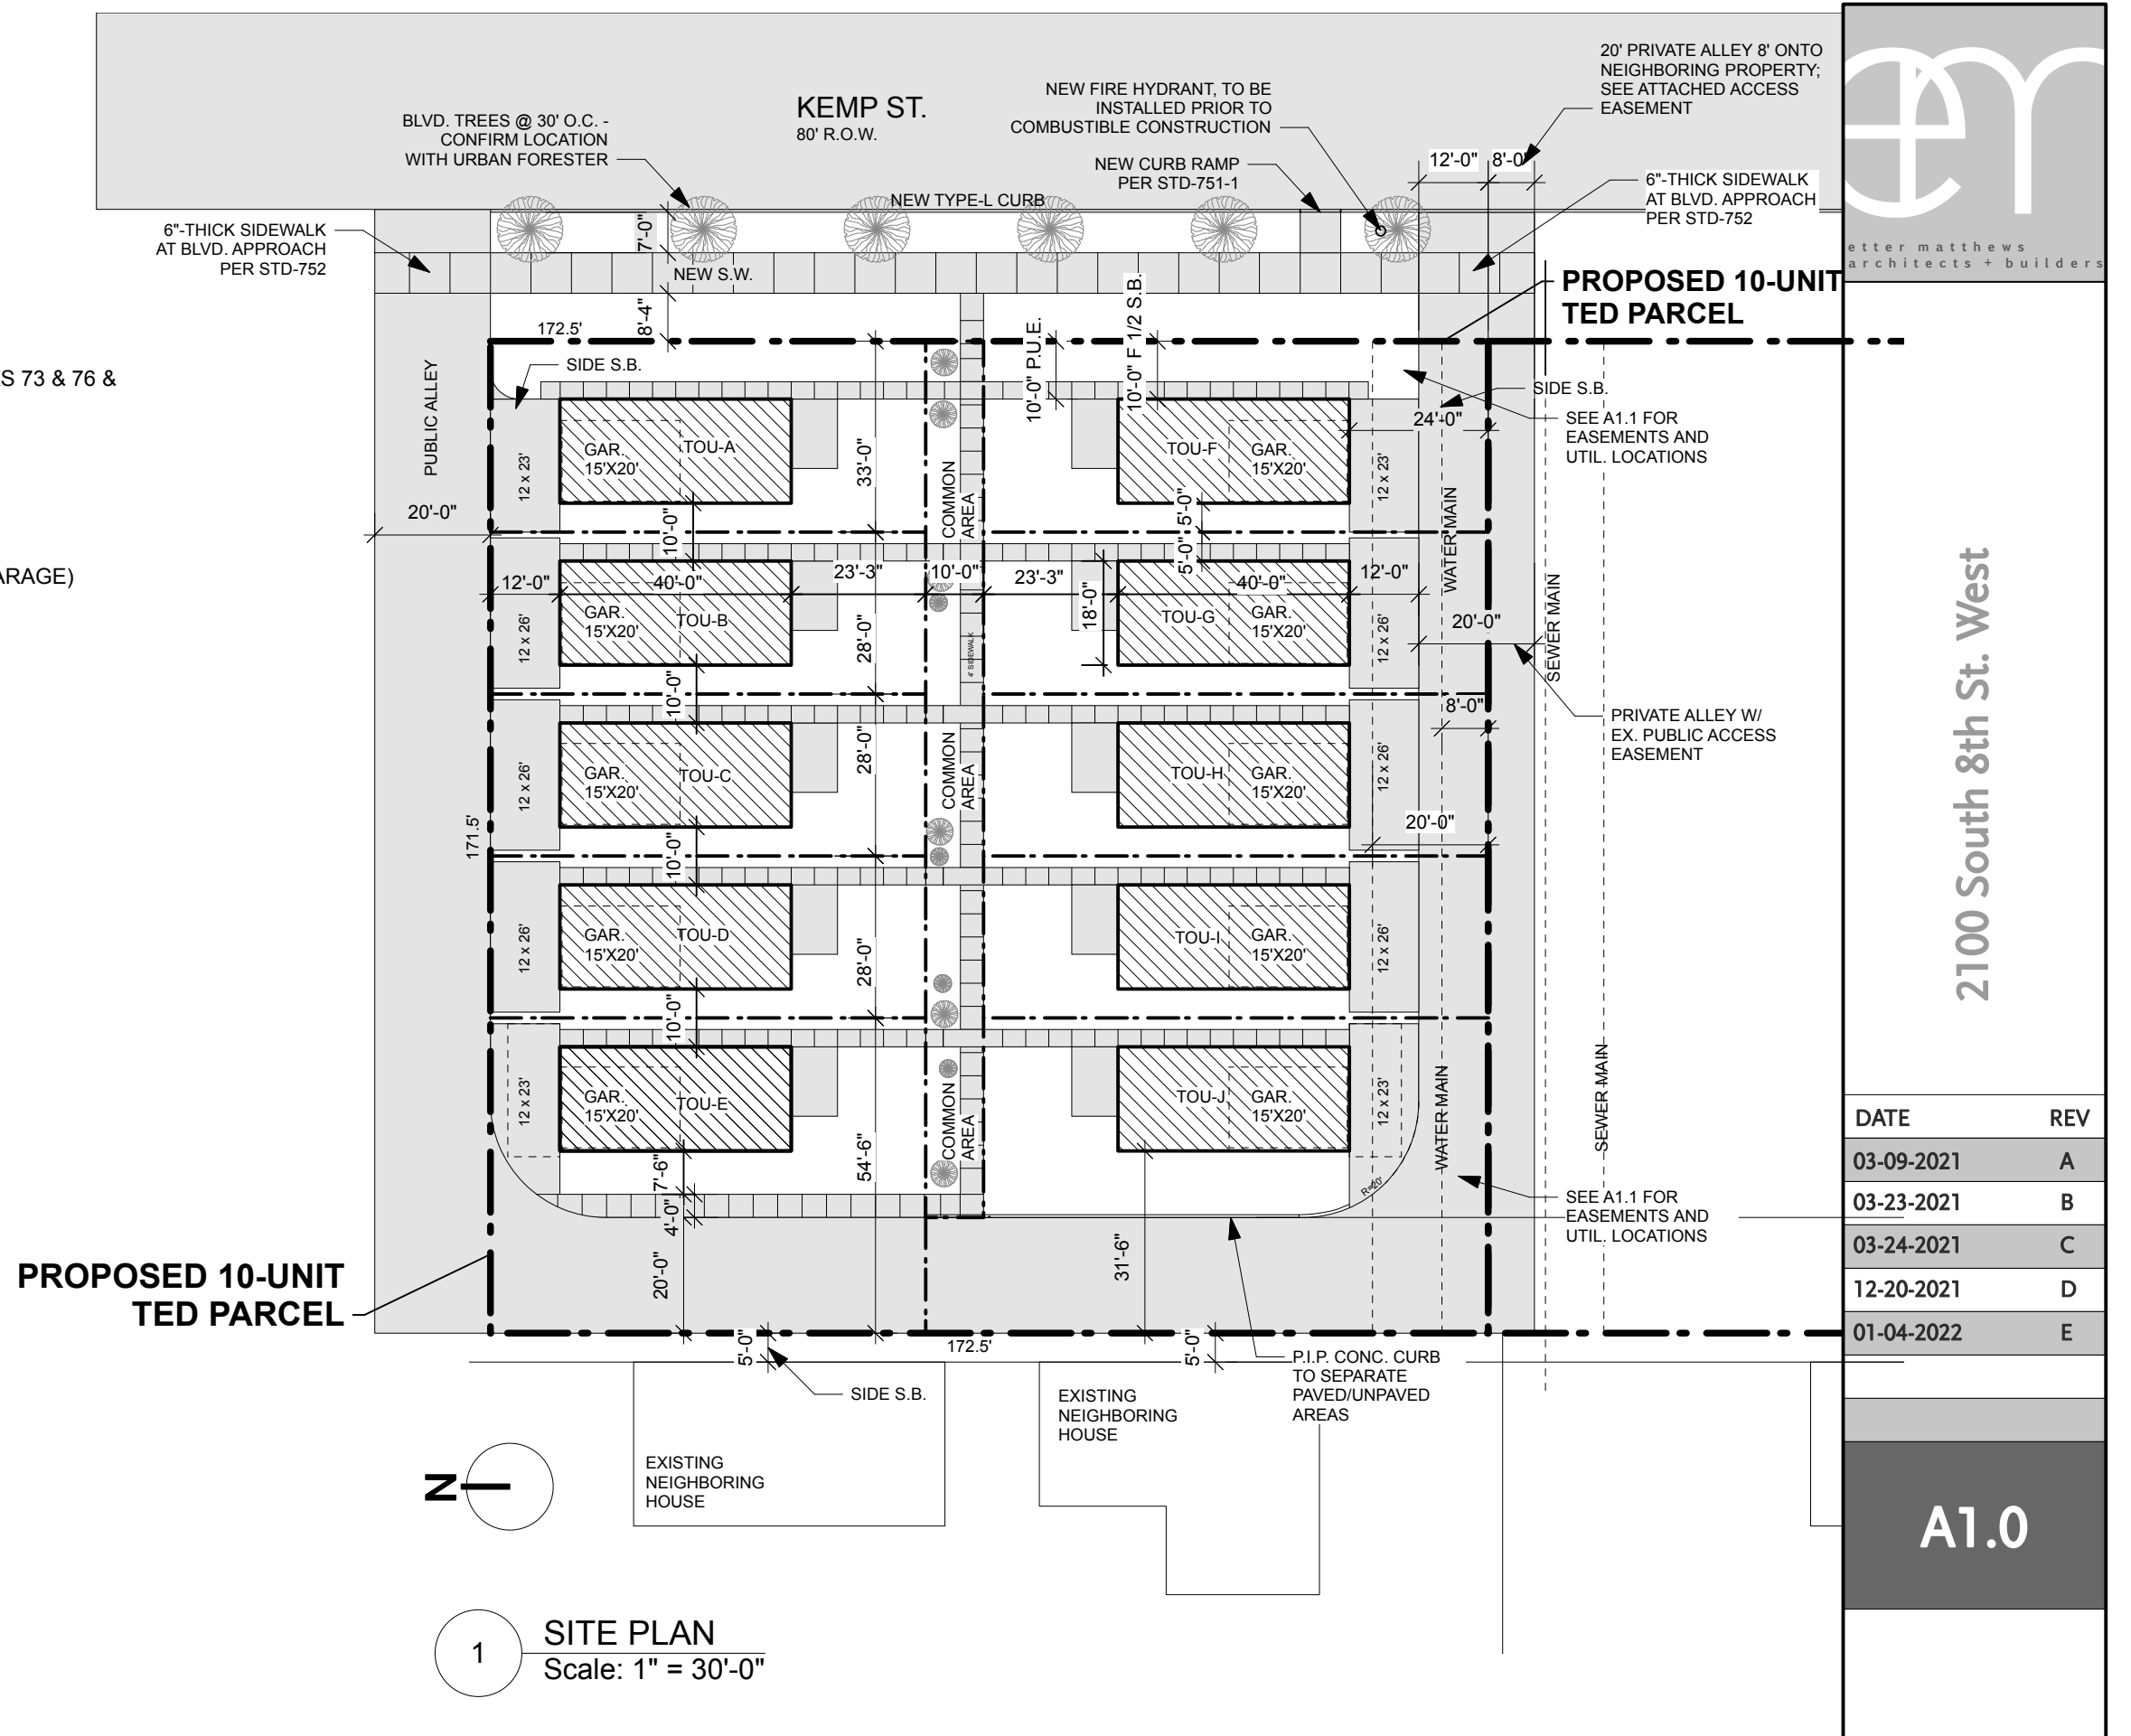 20' PRIVATE ALLEY 8' ONTO
NEIGHBORING PROPERTY;
SEE ATTACHED ACCESS
EASEMENT
NEW FIRE HYDRANT, TO BE
INSTALLED PRIOR TO
COMBUSTIBLE CONSTRUCTION
KEMP ST.
80' R.O.W.
BLVD. TREES @ 30' O.C. -
CONFIRM LOCATION
WITH URBAN FORESTER
NEW CURB RAMP
PER STD-751-1
12'-0" 8'-0"
6"-THICK SIDEWALK
AT BLVD. APPROACH
PER STD-752
NEW TYPE-L CURB
6"-THICK SIDEWALK
AT BLVD. APPROACH
PER STD-752
7'-0"
NEW S.W.
8'-4"
etter matthews
architects + builders
PROPOSED 10-UNIT
TED PARCEL
172.5'
10'-0" P.U.E.
10'-0" F 1/2 S.B.
SIDE S.B.
SIDE S.B.
S 73 & 76 &
PUBLIC ALLEY
24'-0"
SEE A1.1 FOR
EASEMENTS AND
UTIL. LOCATIONS
12 x 23'
GAR.
15'X20'
TOU-A
33'-0"
COMMON
AREA
TOU-F
GAR.
15'X20'
12 x 23'
20'-0"
10'-0"
5'-0"
5'-0"
WATER MAIN
ARAGE)
12'-0"
40'-0"
23'-3"
10'-0"
23'-3"
40'-0"
12'-0"
12 x 26'
GAR.
15'X20'
TOU-B
28'-0"
4' SIDEWALK
18'-0"
TOU-G
GAR.
15'X20'
12 x 26'
20'-0"
SEWER MAIN
10'-0"
8'-0"
PRIVATE ALLEY W/
EX. PUBLIC ACCESS
EASEMENT
12 x 26'
GAR.
15'X20'
TOU-C
28'-0"
COMMON
AREA
TOU-H
GAR.
15'X20'
12 x 26'
171.5'
20'-0"
10'-0"
12 x 26'
GAR.
15'X20'
TOU-D
28'-0"
TOU-I
GAR.
15'X20'
12 x 26'
10'-0"
12 x 23'
GAR.
15'X20'
TOU-E
54'-6"
COMMON
AREA
TOU-J
GAR.
15'X20'
12 x 23'
WATER MAIN
SEWER MAIN
7'-6"
4'-0"
R=20'
SEE A1.1 FOR
EASEMENTS AND
UTIL. LOCATIONS
20'-0"
31'-6"
PROPOSED 10-UNIT
TED PARCEL
5'-0"
172.5'
5'-0"
SIDE S.B.
P.I.P. CONC. CURB
TO SEPARATE
PAVED/UNPAVED
AREAS
EXISTING
NEIGHBORING
HOUSE
EXISTING
NEIGHBORING
HOUSE
N
1
SITE PLAN
Scale: 1" = 30'-0"
2100 South 8th St. West
DATE REV
03-09-2021 A
03-23-2021 B
03-24-2021 C
12-20-2021 D
01-04-2022 E
A1.0